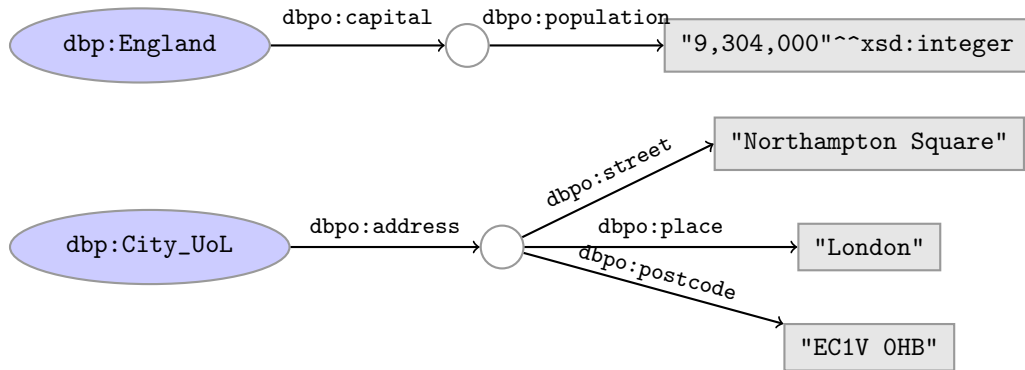 dbp:England
dbpo:capital
dbpo:population
"9,304,000"^^xsd:integer
dbp:City_UoL
dbpo:address
dbpo:street
"Northampton Square"
dbpo:place
"London"
dbpo:postcode
"EC1V 0HB"